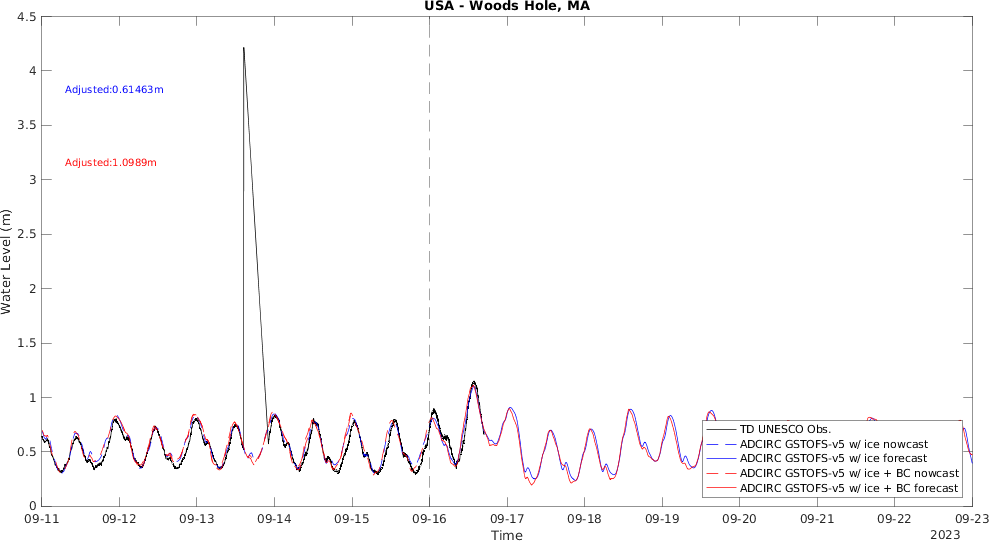 USA - Woods Hole, MA
4.5
4
3.5
3
2.5
2
1.5
1
0.5
0
Water Level (m)
Adjusted:0.61463m
Adjusted:1.0989m
TD UNESCO Obs.
ADCIRC GSTOFS-v5 w/ ice nowcast
ADCIRC GSTOFS-v5 w/ ice forecast
ADCIRC GSTOFS-v5 w/ ice + BC nowcast
ADCIRC GSTOFS-v5 w/ ice + BC forecast
09-11 09-12 09-13 09-14 09-15 09-16 09-17 09-18 09-19 09-20 09-21 09-22 09-23
Time
2023